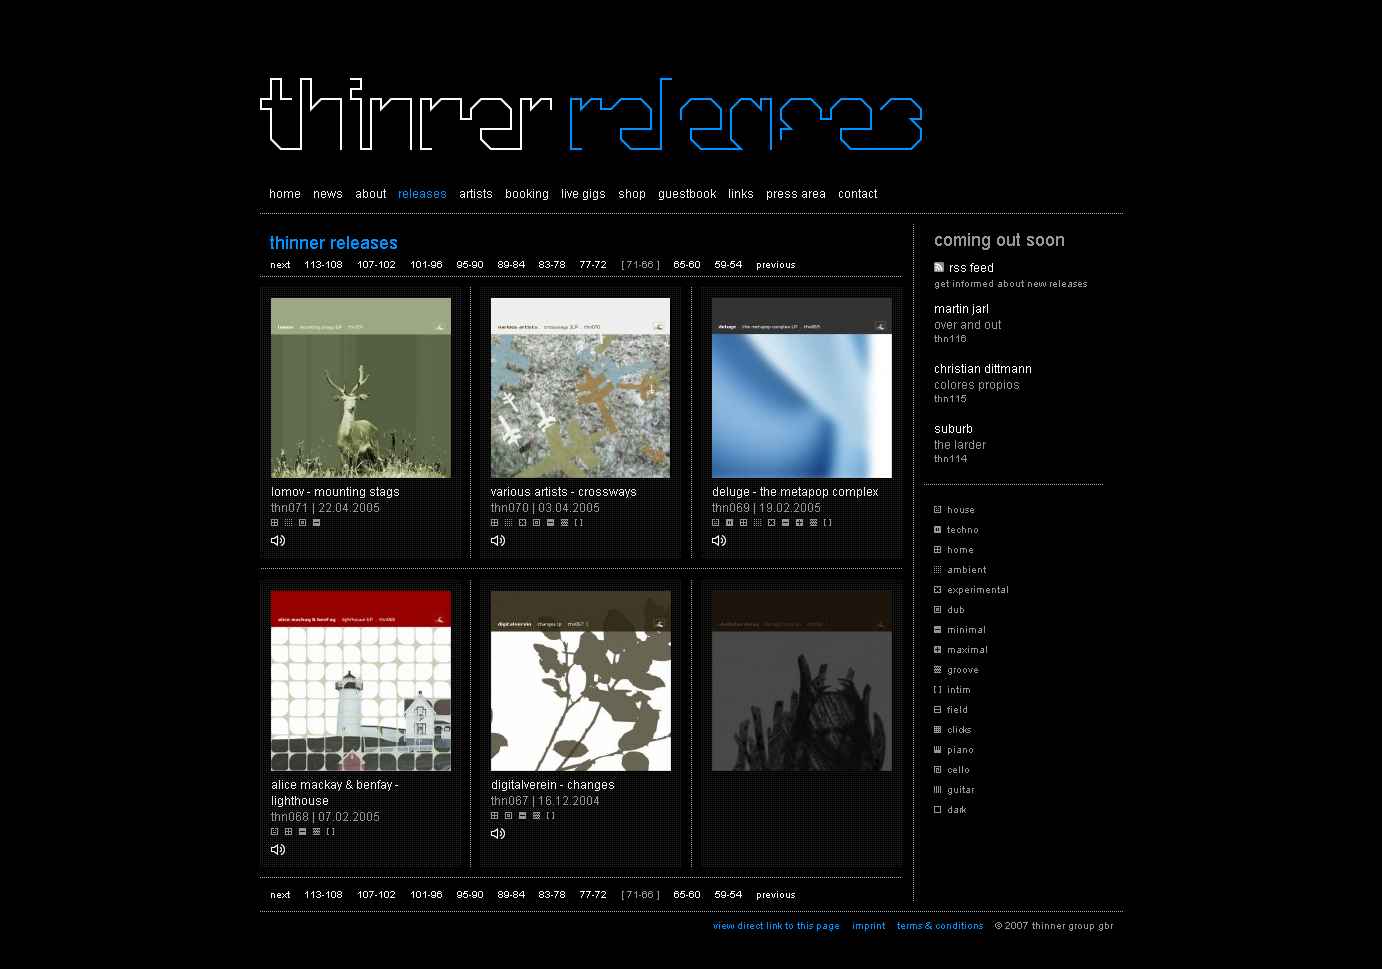 thinner releases
home news about releases artists booking live gigs shop guestbook links press area contact
thinner releases
next 113-108 107-102 101-96 95-90 89-84 83-78 77-72 [ 71-66 ] 65-60 59-54 previous
lomov . mounting stags EP . thn071
various artists . crossways 2LP . thn070
deluge . the metapop complex LP . thn069
lomov - mounting stags
thn071 | 22.04.2005
various artists - crossways
thn070 | 03.04.2005
deluge - the metapop complex
thn069 | 19.02.2005
alice mackay & benfay . lighthouse EP . thn068
digitalverein . changes lp . thn067 |
vladislav delay
alice mackay & benfay -
lighthouse
thn068 | 07.02.2005
digitalverein - changes
thn067 | 16.12.2004
next 113-108 107-102 101-96 95-90 89-84 83-78 77-72 [ 71-66 ] 65-60 59-54 previous
coming out soon
rss feed
get informed about new releases
martin jarl
over and out
thn116
christian dittmann
colores propios
thn115
suburb
the larder
thn114
house
techno
home
ambient
experimental
dub
minimal
maximal
groove
intim
field
clicks
piano
cello
guitar
dark
view direct link to this page imprint terms & conditions © 2007 thinner group gbr